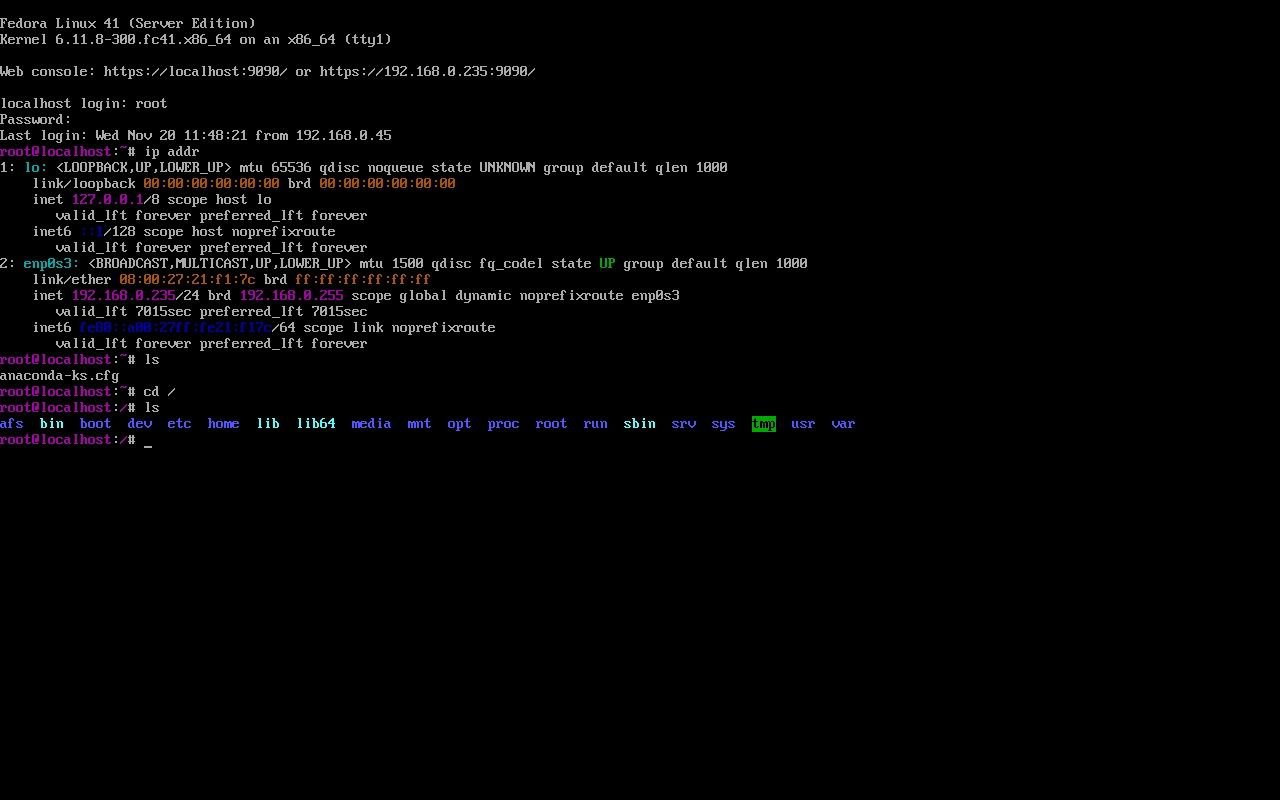 Fedora Linux 41 (Server Edition)
Kernel 6.11.8-300.fc41.x86_64 on an x86_64 (tty1)
Web console: https://localhost:9090/ or https://192.168.0.235:9090/
localhost login: root
Password:
Last login: Wed Nov 20 11:48:21 from 192.168.0.45
root@localhost:~# ip addr
1: lo: <LOOPBACK,UP,LOWER_UP> mtu 65536 qdisc noqueue state UNKNOWN group default qlen 1000
    link/loopback 00:00:00:00:00:00 brd 00:00:00:00:00:00
    inet 127.0.0.1/8 scope host lo
       valid_lft forever preferred_lft forever
    inet6 ::1/128 scope host noprefixroute
       valid_lft forever preferred_lft forever
2: enp0s3: <BROADCAST,MULTICAST,UP,LOWER_UP> mtu 1500 qdisc fq_codel state UP group default qlen 1000
    link/ether 08:00:27:21:f1:7c brd ff:ff:ff:ff:ff:ff
    inet 192.168.0.235/24 brd 192.168.0.255 scope global dynamic noprefixroute enp0s3
       valid_lft 7015sec preferred_lft 7015sec
    inet6 fe80::a00:27ff:fe21:f17c/64 scope link noprefixroute
       valid_lft forever preferred_lft forever
root@localhost:~# ls
anaconda-ks.cfg
root@localhost:~# cd /
root@localhost:/# ls
afs  bin  boot  dev  etc  home  lib  lib64  media  mnt  opt  proc  root  run  sbin  srv  sys  tmp  usr  var
root@localhost:/# _